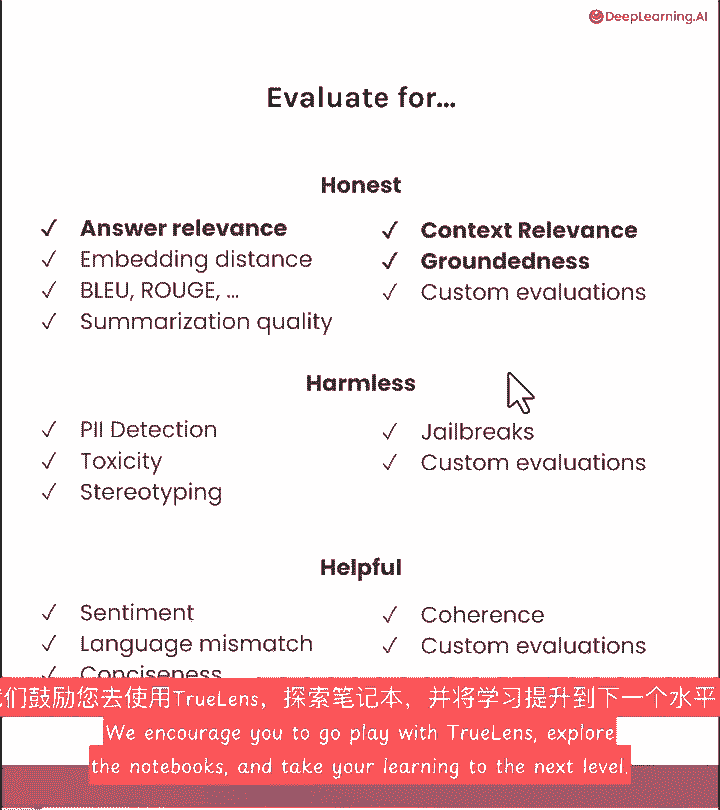 DeepLearning.AI
Evaluate for...
Honest
✓ Answer relevance
✓ Embedding distance
✓ BLEU, ROUGE, ...
✓ Summarization quality
✓ Context Relevance
✓ Groundedness
✓ Custom evaluations
Harmless
✓ PII Detection
✓ Toxicity
✓ Stereotyping
✓ Jailbreaks
✓ Custom evaluations
Helpful
✓ Sentiment
✓ Language mismatch
✓ Conciseness
✓ Coherence
✓ Custom evaluations
们鼓励您去使用TrueLens，探索笔记本，并将学习提升到下一个水平
We encourage you to go play with TrueLens, explore
the notebooks, and take your learning to the next level.